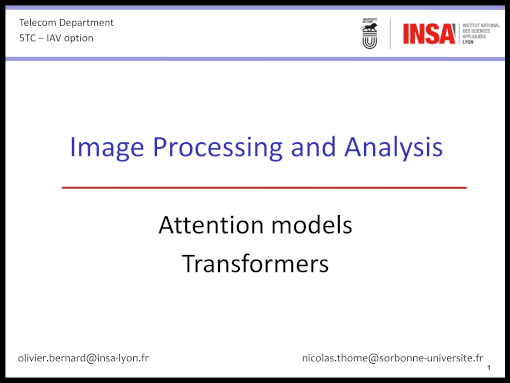 Telecom Department
5TC – IAV option
INSA
INSTITUT NATIONAL
DES SCIENCES
APPLIQUÉES
LYON
Image Processing and Analysis
Attention models
Transformers
olivier.bernard@insa-lyon.fr
nicolas.thome@sorbonne-universite.fr
1